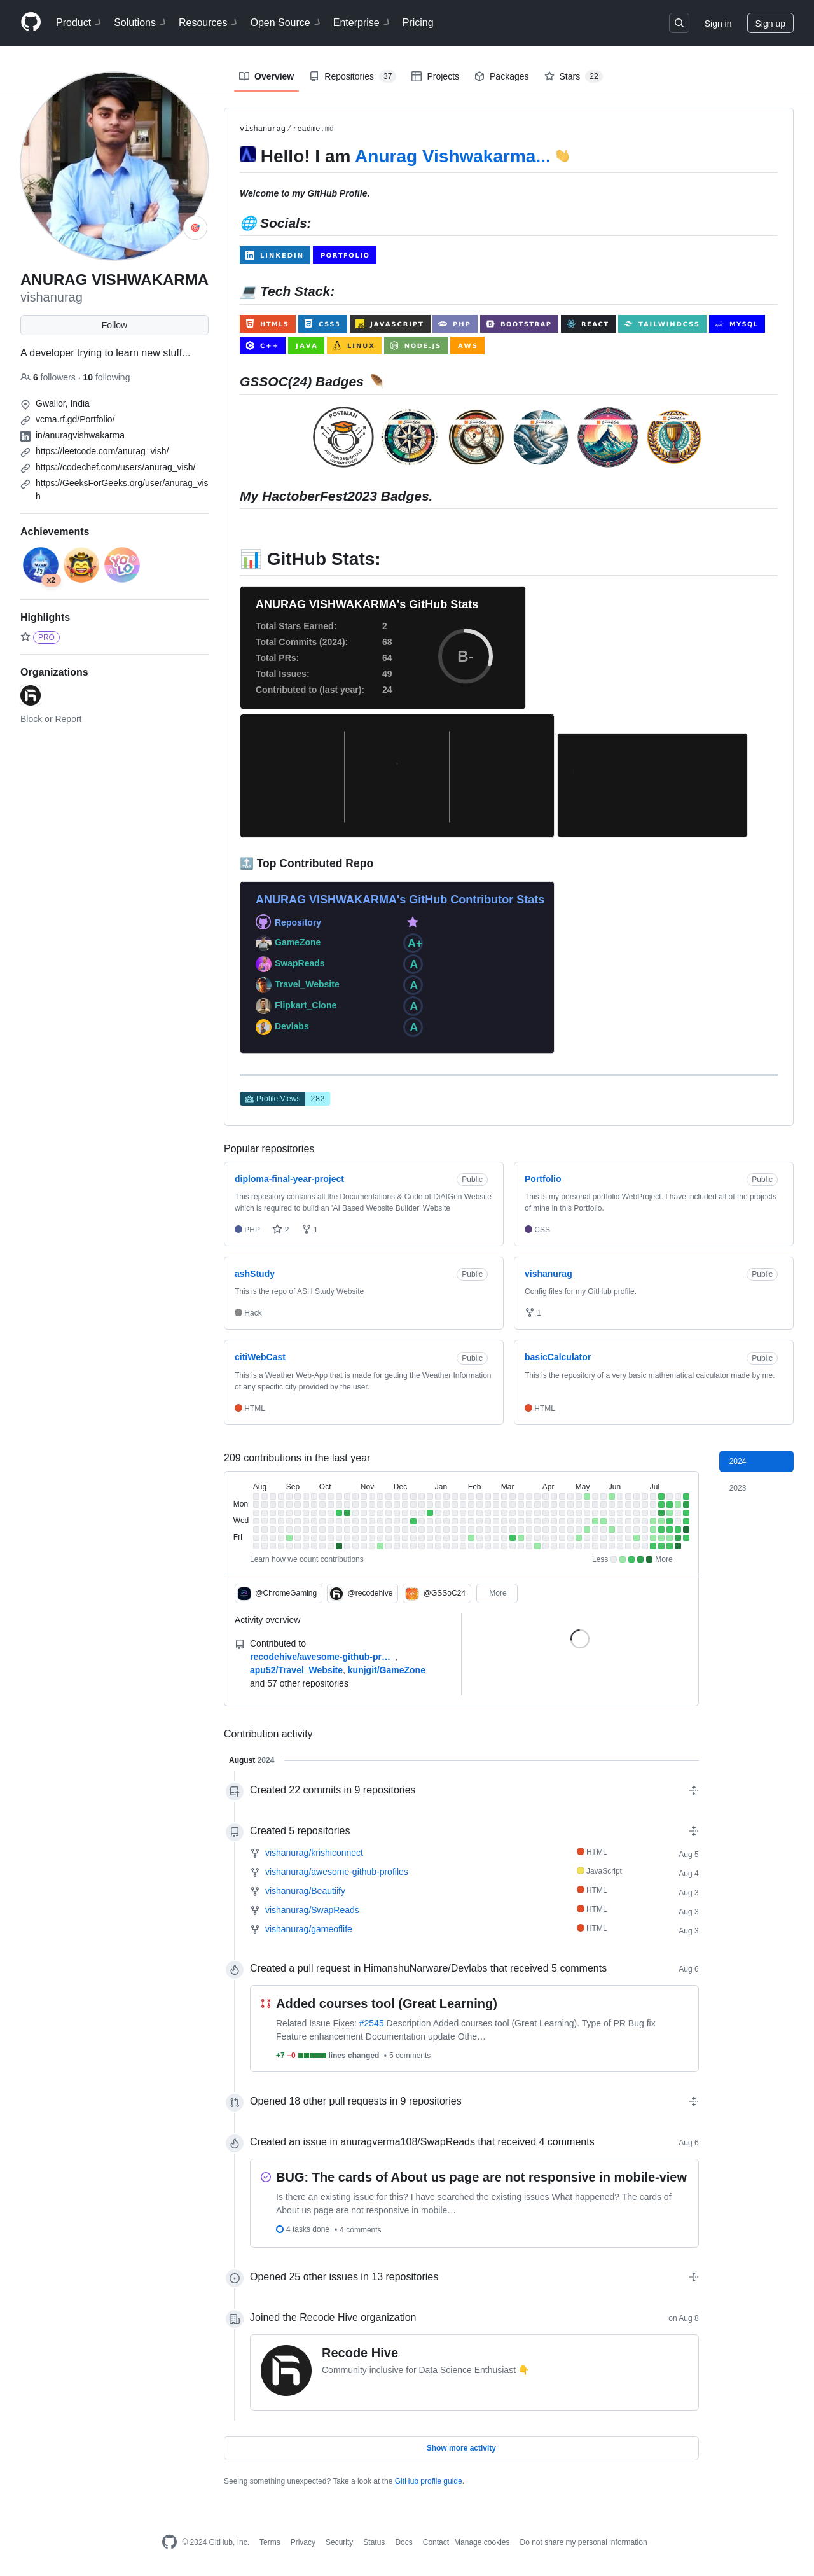 Product
Solutions
Resources
Open Source
Enterprise
Pricing
Sign in
Sign up
Overview
Repositories 37
Projects
Packages
Stars 22
ANURAG VISHWAKARMA
vishanurag
Follow
A developer trying to learn new stuff...
6 followers · 10 following
Gwalior, India
vcma.rf.gd/Portfolio/
in/anuragvishwakarma
https://leetcode.com/anurag_vish/
https://codechef.com/users/anurag_vish/
https://GeeksForGeeks.org/user/anurag_vis
h
Achievements
x2
YOLO
Highlights
PRO
Organizations
Block or Report
vishanurag/readme.md
Hello! I am Anurag Vishwakarma... 👋
Welcome to my GitHub Profile.
🌐 Socials:
LINKEDIN PORTFOLIO
💻 Tech Stack:
HTML5 CSS3 JAVASCRIPT PHP BOOTSTRAP REACT TAILWINDCSS MYSQL
C++ JAVA LINUX NODE.JS AWS
GSSOC(24) Badges 🪶
POSTMAN
API FUNDAMENTALS
STUDENT EXPERT
My HactoberFest2023 Badges.
📊 GitHub Stats:
ANURAG VISHWAKARMA's GitHub Stats
Total Stars Earned: 2
Total Commits (2024): 68
Total PRs: 64
Total Issues: 49
Contributed to (last year): 24
B-
🔝 Top Contributed Repo
ANURAG VISHWAKARMA's GitHub Contributor Stats
Repository
GameZone A+
SwapReads A
Travel_Website A
Flipkart_Clone A
Devlabs A
Profile Views 282
Popular repositories
diploma-final-year-project Public
This repository contains all the Documentations & Code of DiAIGen Website
which is required to build an 'AI Based Website Builder' Website
PHP 2 1
Portfolio Public
This is my personal portfolio WebProject. I have included all of the projects
of mine in this Portfolio.
CSS
ashStudy Public
This is the repo of ASH Study Website
Hack
vishanurag Public
Config files for my GitHub profile.
1
citiWebCast Public
This is a Weather Web-App that is made for getting the Weather Information
of any specific city provided by the user.
HTML
basicCalculator Public
This is the repository of a very basic mathematical calculator made by me.
HTML
209 contributions in the last year
2024
2023
Aug Sep Oct Nov Dec Jan Feb Mar Apr May Jun Jul
Mon
Wed
Fri
Learn how we count contributions
Less More
@ChromeGaming @recodehive @GSSoC24 More
Activity overview
Contributed to
recodehive/awesome-github-pr… ,
apu52/Travel_Website, kunjgit/GameZone
and 57 other repositories
Contribution activity
August 2024
Created 22 commits in 9 repositories
Created 5 repositories
vishanurag/krishiconnect HTML Aug 5
vishanurag/awesome-github-profiles JavaScript Aug 4
vishanurag/Beautiify HTML Aug 3
vishanurag/SwapReads HTML Aug 3
vishanurag/gameoflife HTML Aug 3
Created a pull request in HimanshuNarware/Devlabs that received 5 comments Aug 6
Added courses tool (Great Learning)
Related Issue Fixes: #2545 Description Added courses tool (Great Learning). Type of PR Bug fix
Feature enhancement Documentation update Othe…
+7 −0 lines changed • 5 comments
Opened 18 other pull requests in 9 repositories
Created an issue in anuragverma108/SwapReads that received 4 comments Aug 6
BUG: The cards of About us page are not responsive in mobile-view
Is there an existing issue for this? I have searched the existing issues What happened? The cards of
About us page are not responsive in mobile…
4 tasks done • 4 comments
Opened 25 other issues in 13 repositories
Joined the Recode Hive organization on Aug 8
Recode Hive
Community inclusive for Data Science Enthusiast 👇
Show more activity
Seeing something unexpected? Take a look at the GitHub profile guide.
© 2024 GitHub, Inc.
Terms
Privacy
Security
Status
Docs
Contact
Manage cookies
Do not share my personal information